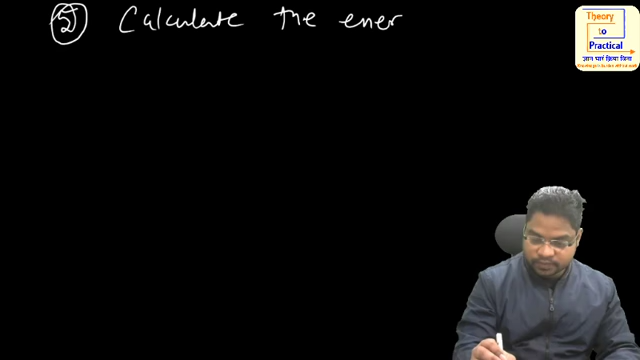 5 Calculate the ener
Theory
to
Practical
ज्ञानं भारं क्रियां विना